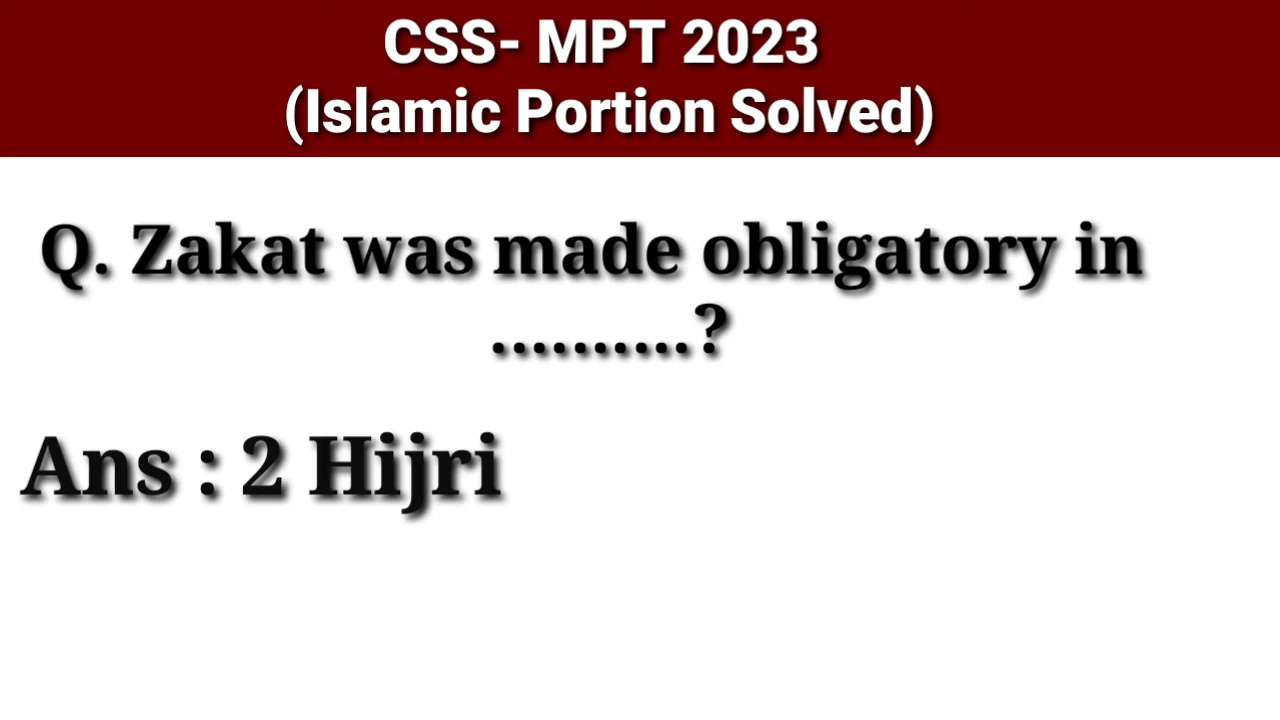 CSS- MPT 2023
(Islamic Portion Solved)
Q. Zakat was made obligatory in
..........?
Ans : 2 Hijri